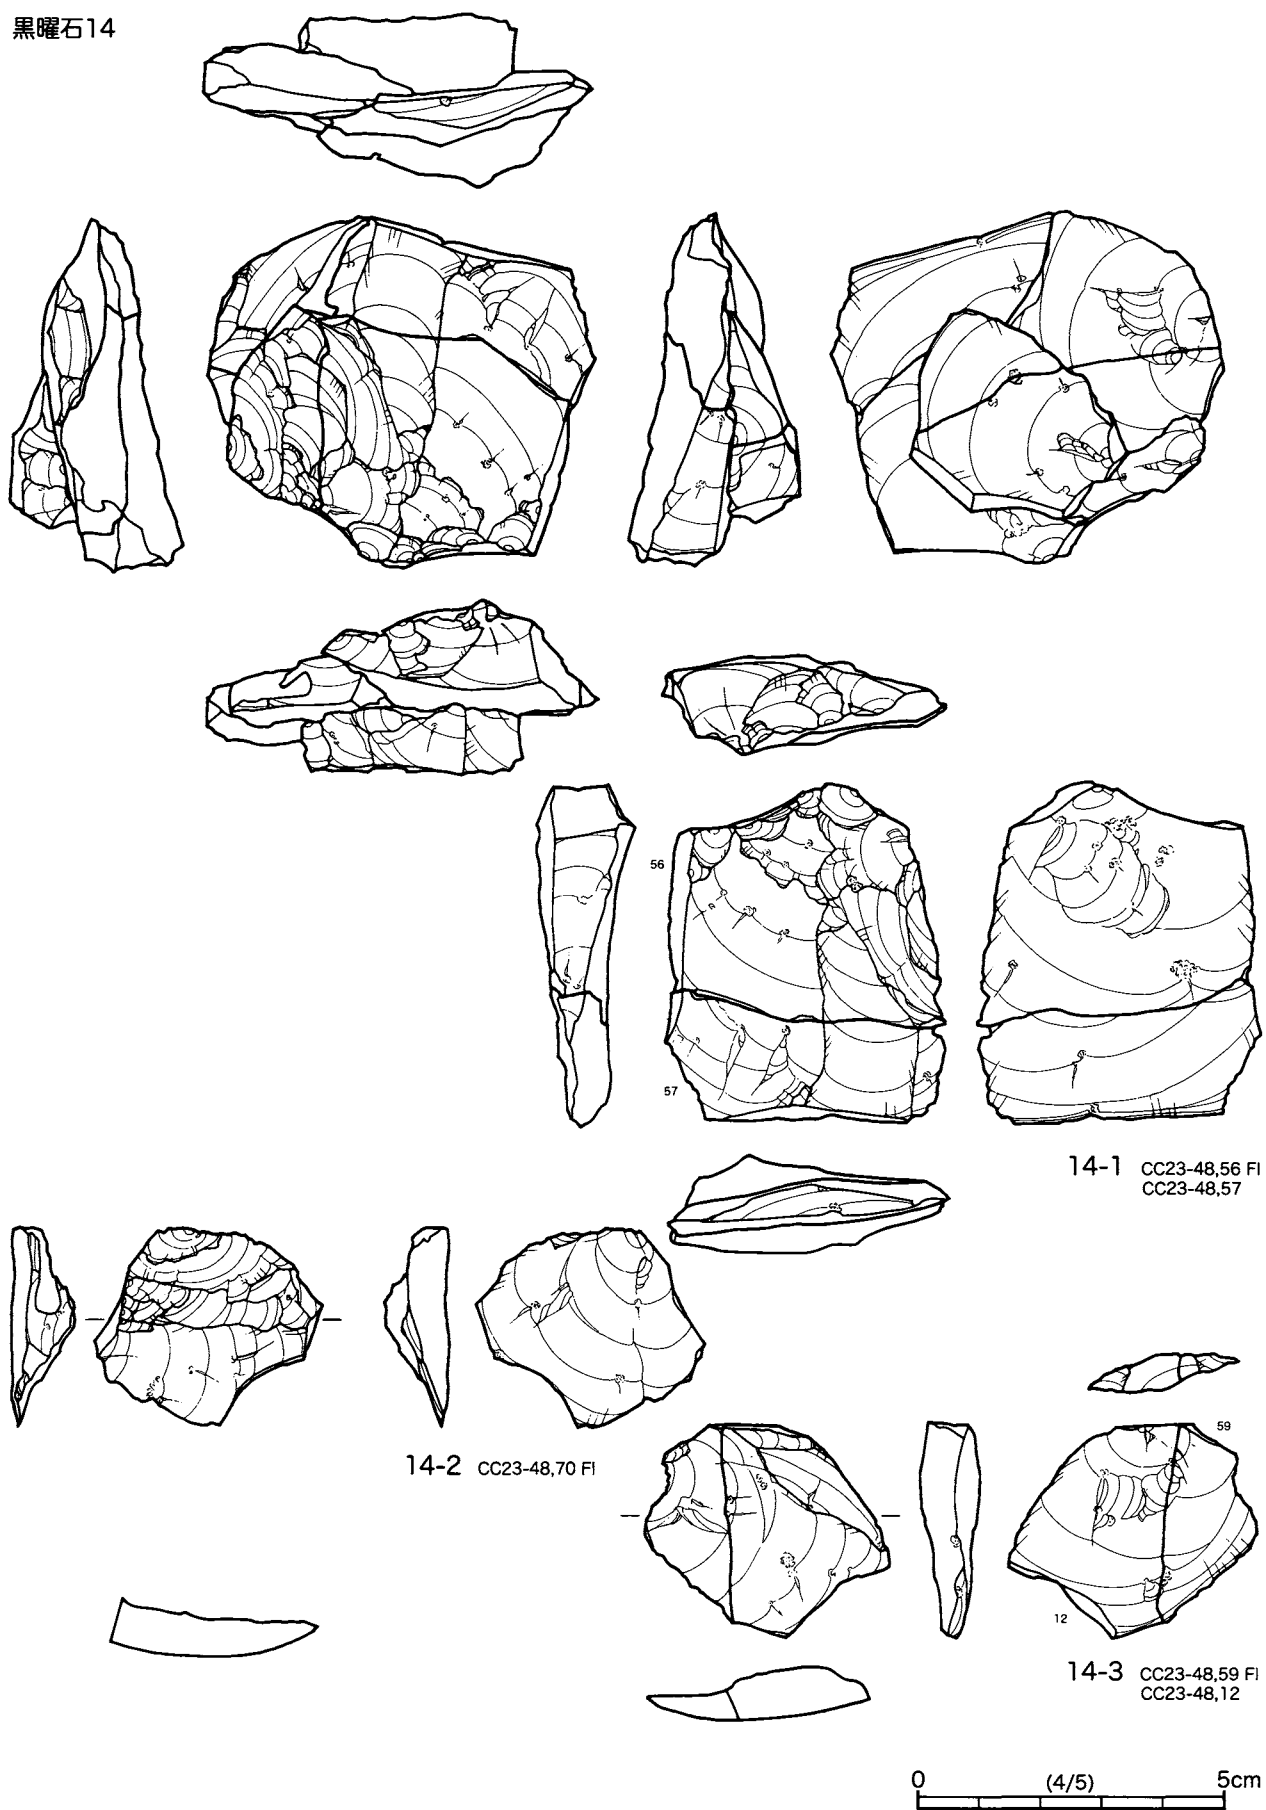 黒曜石14
56
57
14-1 CC23-48,56 Fl
CC23-48,57
14-2 CC23-48,70 Fl
59
12
14-3 CC23-48,59 Fl
CC23-48,12
0 (4/5) 5cm